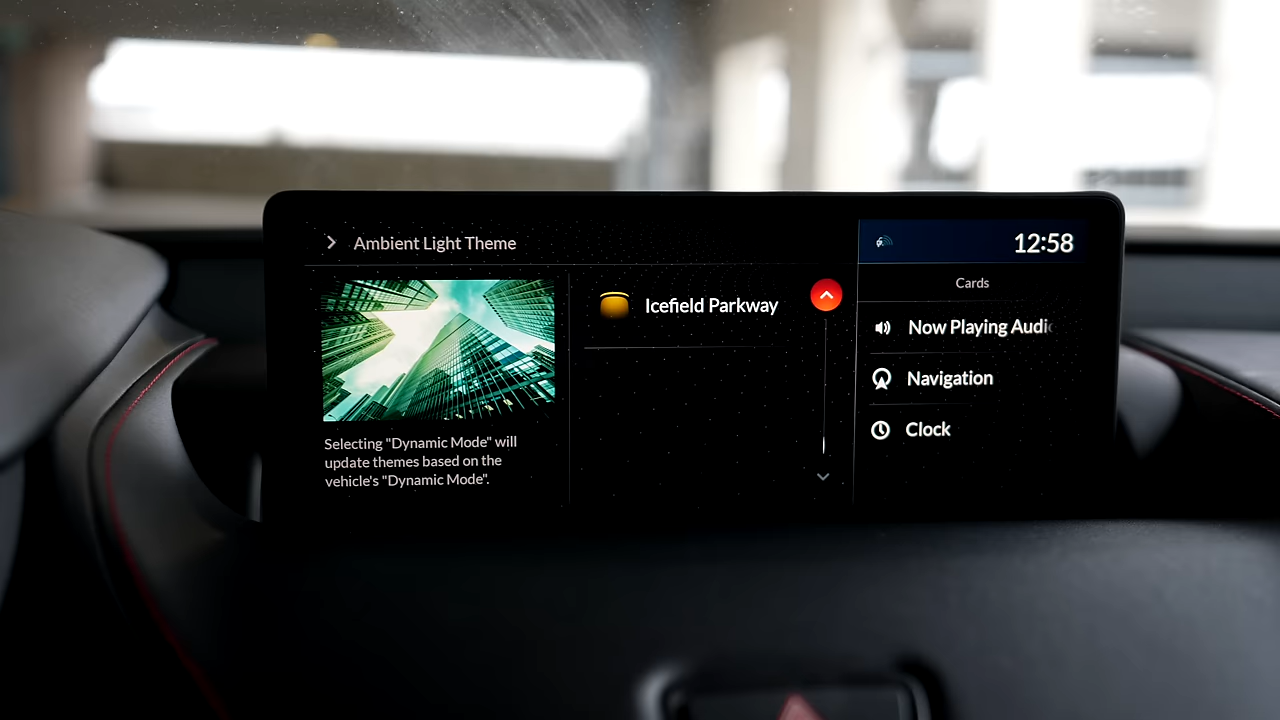 Ambient Light Theme
12:58
Cards
Icefield Parkway
Now Playing Audi
Navigation
Clock
Selecting "Dynamic Mode" will
update themes based on the
vehicle's "Dynamic Mode".